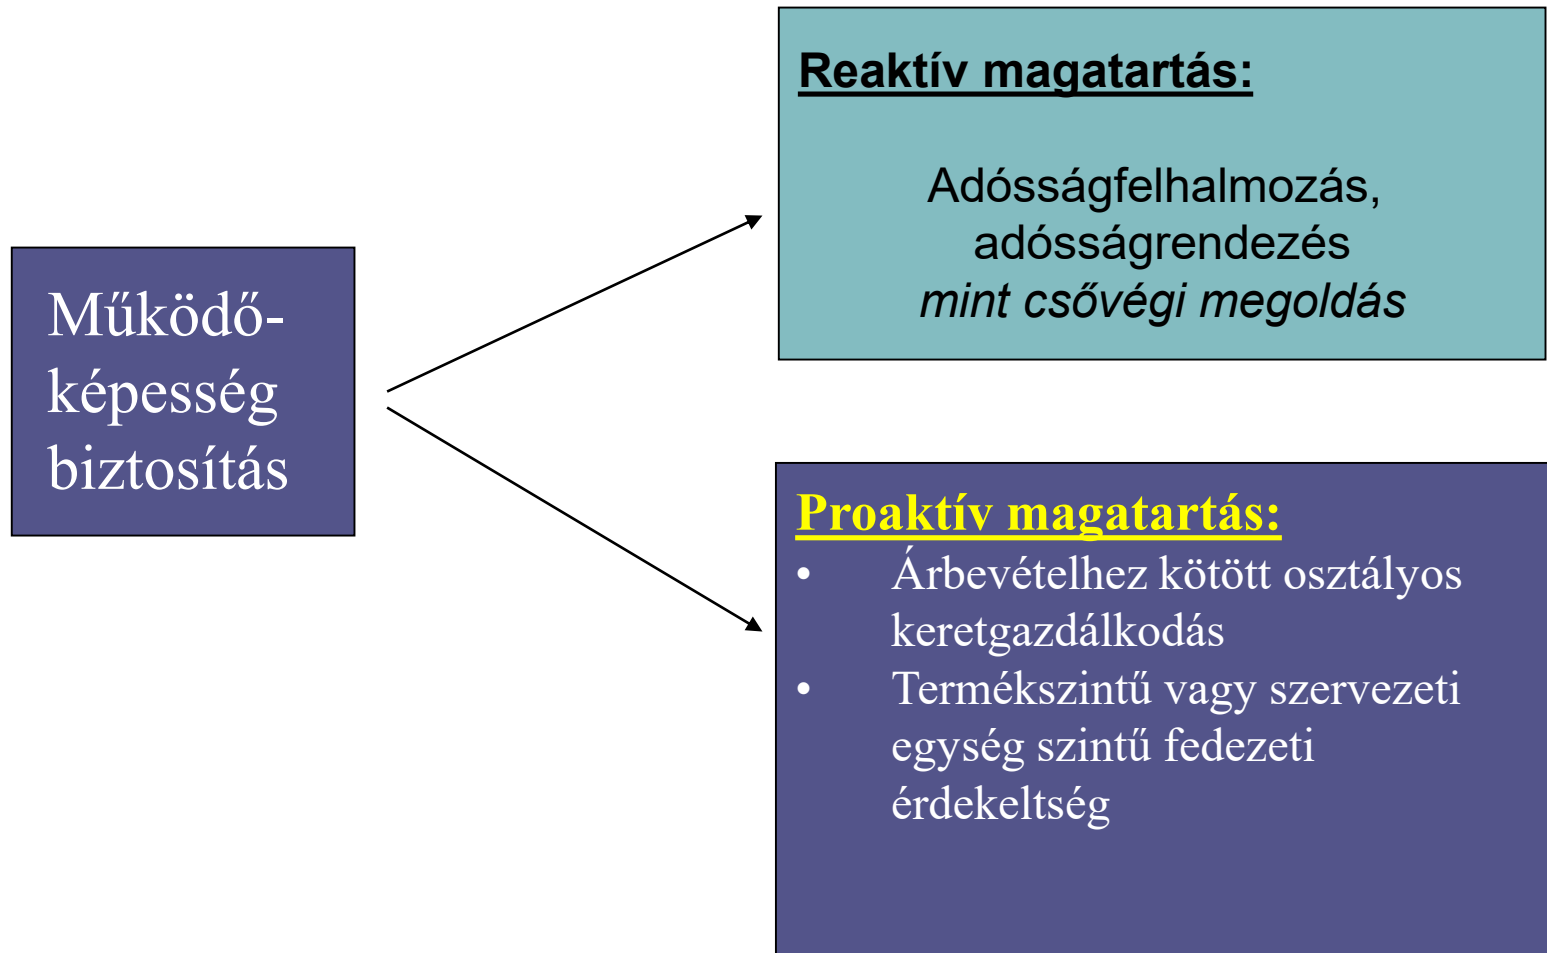 Működő-
képesség
biztosítás
Reaktív magatartás:
Adósságfelhalmozás,
adósságrendezés
mint csővégi megoldás
Proaktív magatartás:
• Árbevételhez kötött osztályos
keretgazdálkodás
• Termékszintű vagy szervezeti
egység szintű fedezeti
érdekeltség